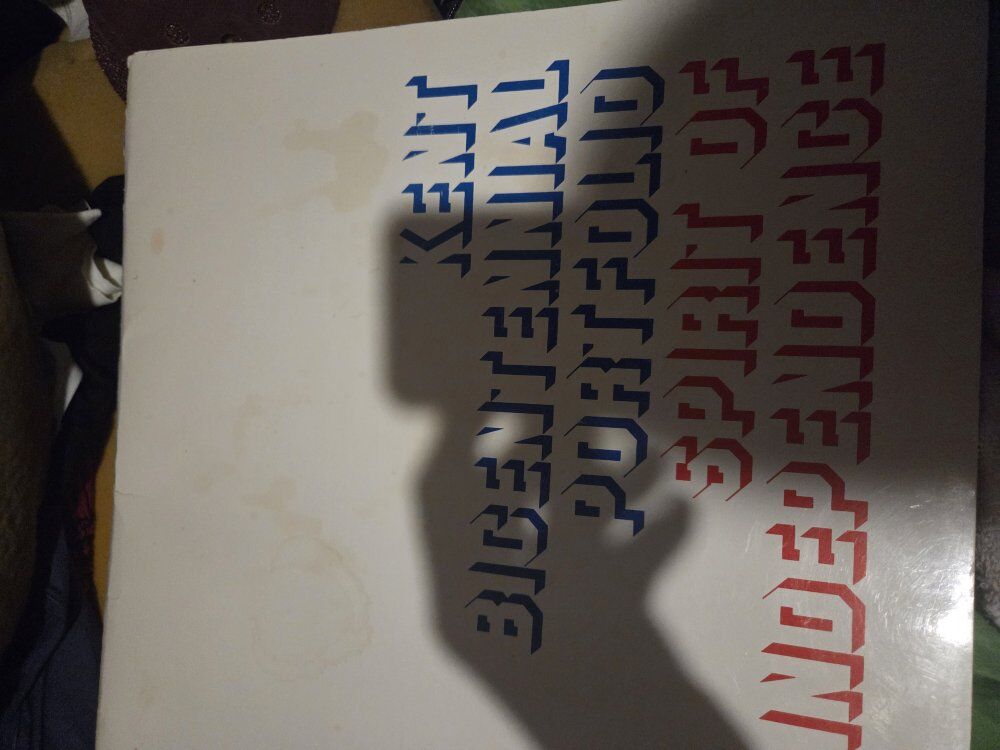 KENT
BICENTENNIAL
PORTFOLIO
SPIRIT OF
INDEPENDENCE